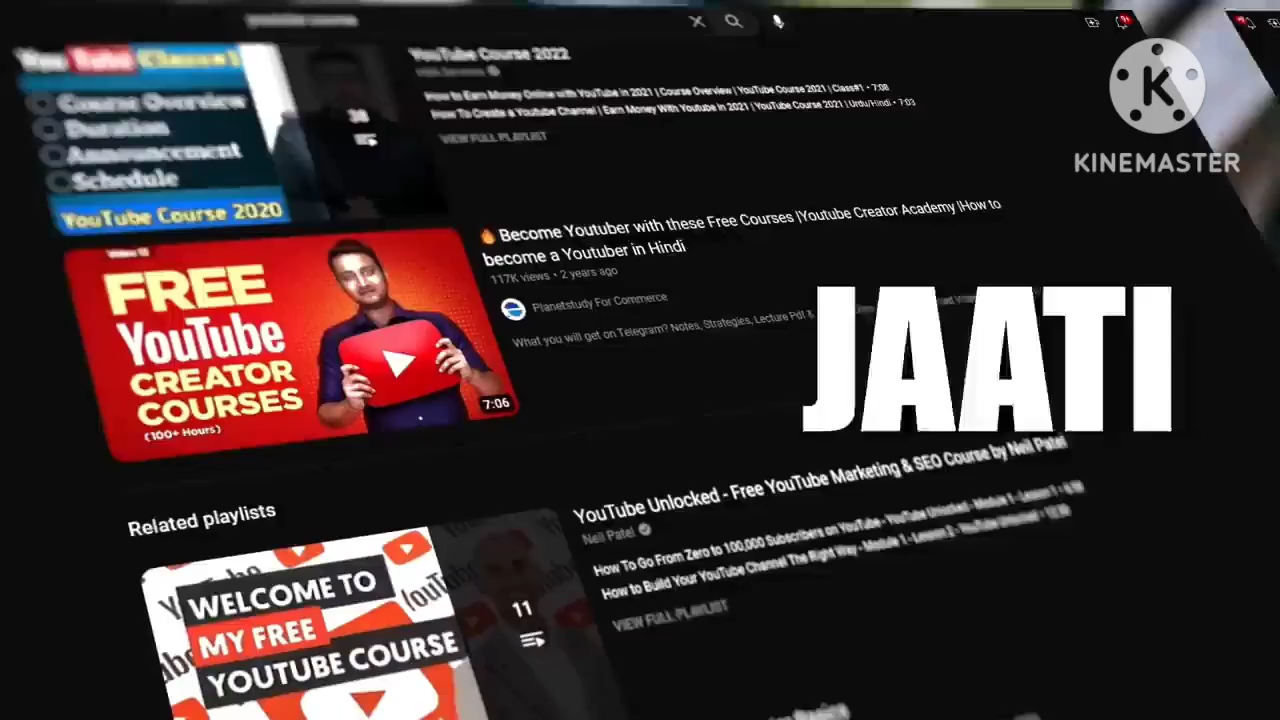 YouTube Course 2022
How to Earn Money Online with YouTube in 2021 | Course Overview | YouTube Course 2021 | Class#1 • 7:08
How To Create a Youtube Channel | Earn Money With Youtube in 2021 | YouTube Course 2021 | Urdu/Hindi • 7:03
VIEW FULL PLAYLIST
You Tube
Course Overview
Duration
Announcement
Schedule
YouTube Course 2020
38
K
KINEMASTER
Become Youtuber with these Free Courses |Youtube Creator Academy |How to
become a Youtuber in Hindi
117K views • 2 years ago
Planetstudy For Commerce
What you will get on Telegram? Notes, Strategies, Lecture Pdf &
FREE
YouTube
CREATOR
COURSES
(100+ Hours)
7:06
JAATI
Related playlists
YouTube Unlocked - Free YouTube Marketing & SEO Course by Neil Patel
Neil Patel
How To Go From Zero to 100,000 Subscribers on YouTube - YouTube Unlocked - Module 1 - Lesson 1
How to Build Your YouTube Channel The Right Way - Module 1 - Lesson 2 - YouTube Unlocked
VIEW FULL PLAYLIST
WELCOME TO
MY FREE
YOUTUBE COURSE
11